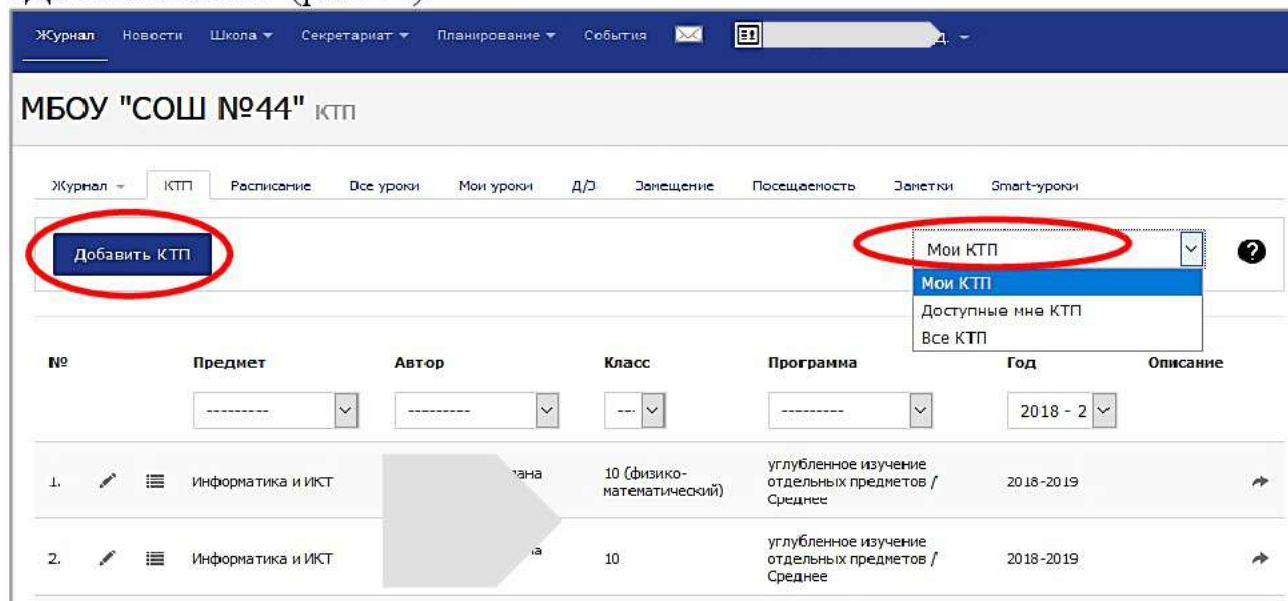 Журнал Новости Школа Секретариат Планирование События д.
МБОУ "СОШ №44" КТП
Журнал КТП Расписание Все уроки Мои уроки Д/З Замещение Посещаемость Заметки Smart-уроки
Добавить КТП Мои КТП ?
Мои КТП
Доступные мне КТП
Все КТП
№ Предмет Автор Класс Программа Год Описание
--------- --------- --- --------- 2018 - 2
1. Информатика и ИКТ 10 (физико-математический) углубленное изучение отдельных предметов / Среднее 2018-2019
2. Информатика и ИКТ 10 углубленное изучение отдельных предметов / Среднее 2018-2019